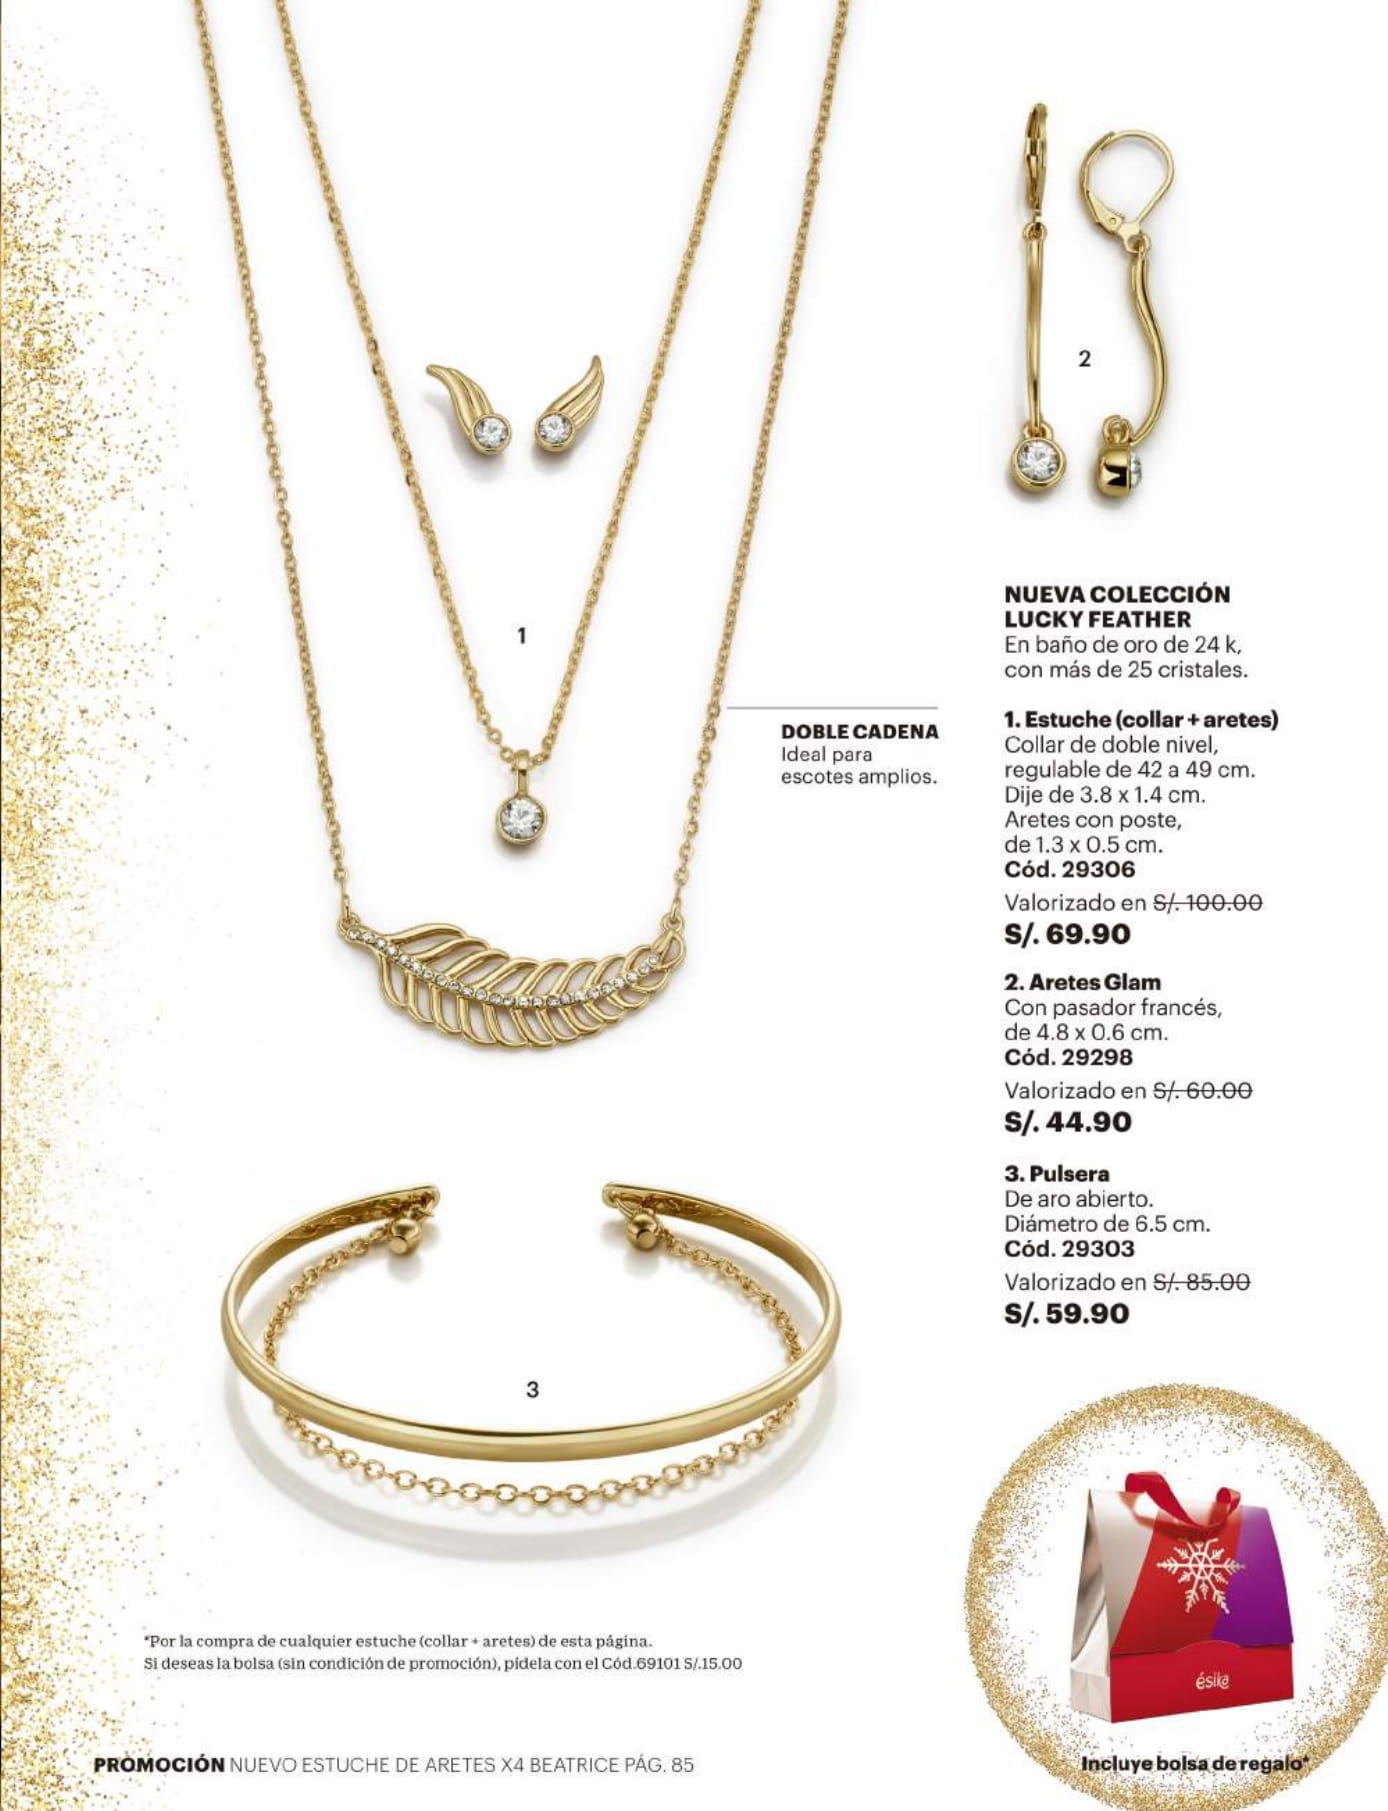 2
1
NUEVA COLECCIÓN
LUCKY FEATHER
En baño de oro de 24 k,
con más de 25 cristales.
DOBLE CADENA
Ideal para
escotes amplios.
1. Estuche (collar + aretes)
Collar de doble nivel,
regulable de 42 a 49 cm.
Dije de 3.8 x 1.4 cm.
Aretes con poste,
de 1.3 x 0.5 cm.
Cód. 29306
Valorizado en S/. 100.00
S/. 69.90
2. Aretes Glam
Con pasador francés,
de 4.8 x 0.6 cm.
Cód. 29298
Valorizado en S/. 60.00
S/. 44.90
3. Pulsera
De aro abierto.
Diámetro de 6.5 cm.
Cód. 29303
Valorizado en S/. 85.00
S/. 59.90
3
ésika
Incluye bolsa de regalo*
*Por la compra de cualquier estuche (collar + aretes) de esta página.
Si deseas la bolsa (sin condición de promoción), pídela con el Cód.69101 S/.15.00
PROMOCIÓN NUEVO ESTUCHE DE ARETES X4 BEATRICE PÁG. 85